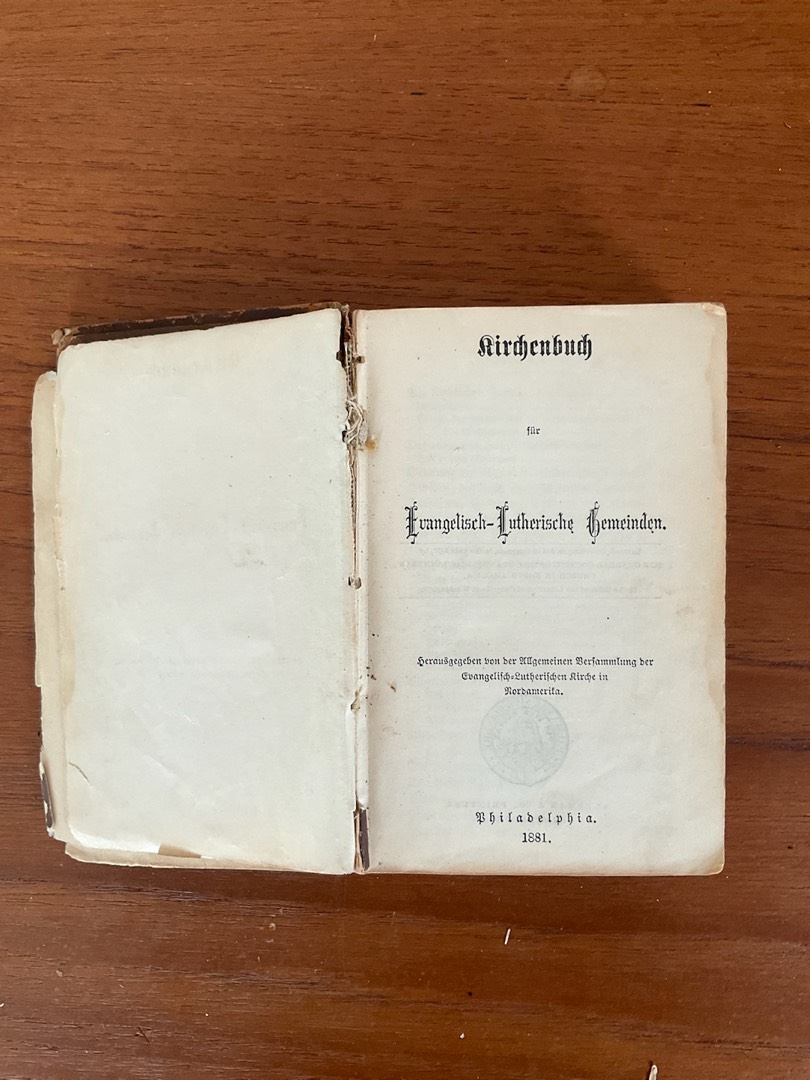 Kirchenbuch
für
Evangelisch-Lutherische Gemeinden.
Herausgegeben von der Allgemeinen Versammlung der
Evangelisch-Lutherischen Kirche in
Nordamerika.
Philadelphia.
1881.